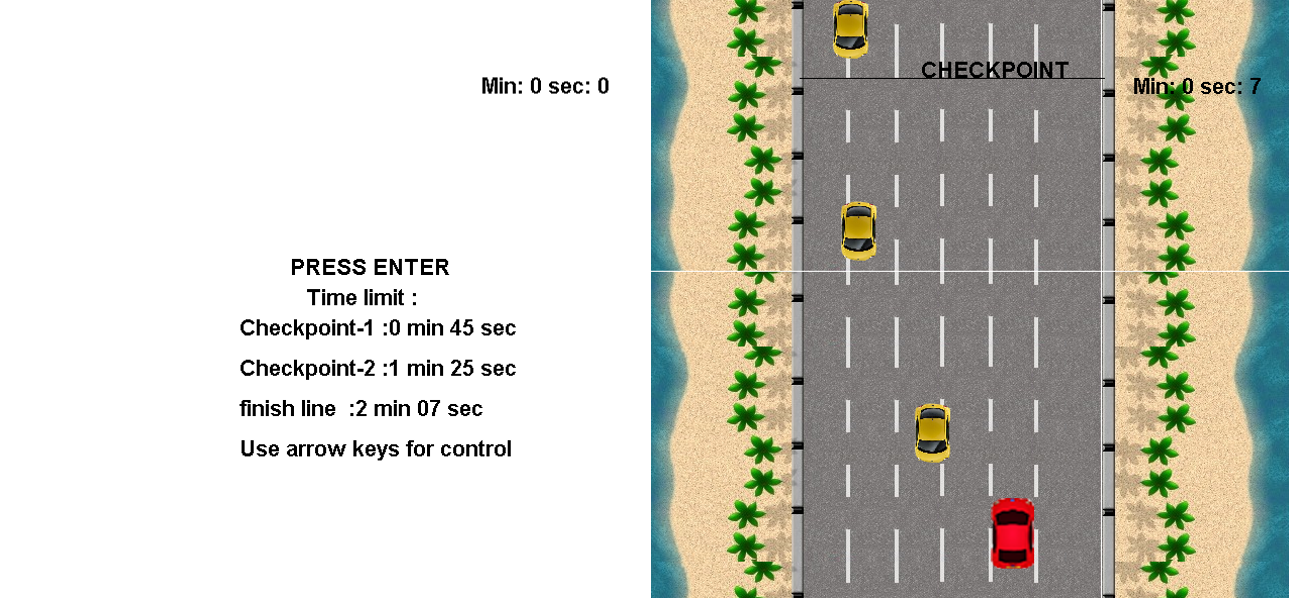 Min: 0 sec: 0
PRESS ENTER
Time limit :
Checkpoint-1 :0 min 45 sec
Checkpoint-2 :1 min 25 sec
finish line  :2 min 07 sec
Use arrow keys for control
CHECKPOINT
Min: 0 sec: 7